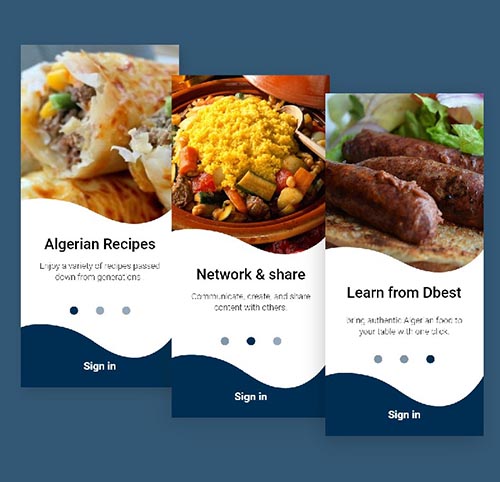 Algerian Recipes
Enjoy a variety of recipes passed
down from generations
Sign in
Network & share
Communicate, create, and share
content with others.
Sign in
Learn from Dbest
bring authentic Algerian food to
your table with one click.
Sign in